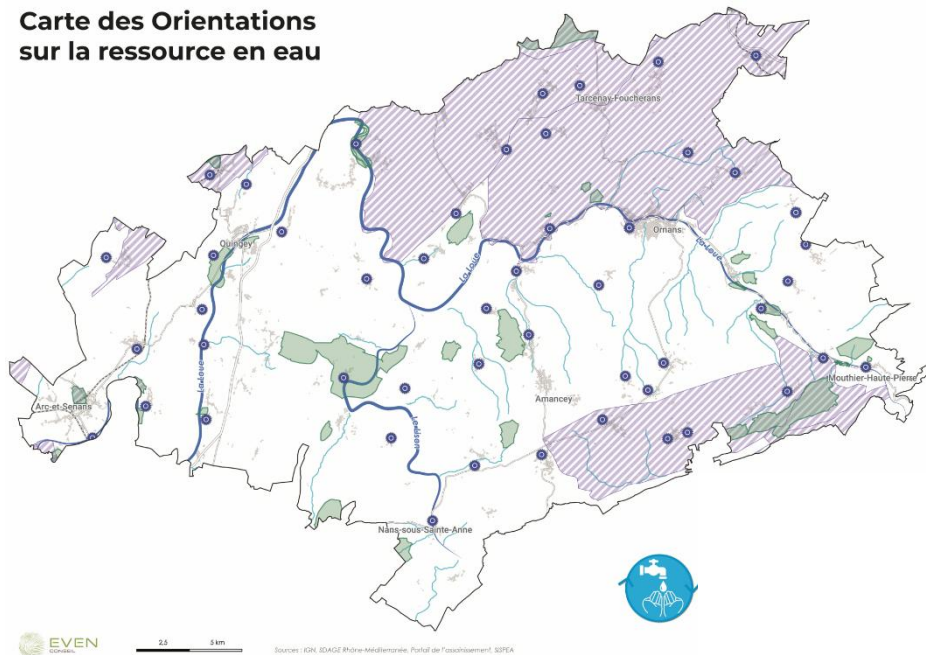 Carte des Orientations
sur la ressource en eau
Tarcenay-Foucherans
Quingey
Ornans
La Loue
La Loue
La Loue
Mouthier-Haute-Pierre
Arc-et-Senans
Amancey
Le Lison
Nans-sous-Sainte-Anne
EVEN
CONSEIL
2.5
5 km
Sources : IGN, SDAGE Rhône-Méditerranée, Portail de l'assainissement, SISPEA